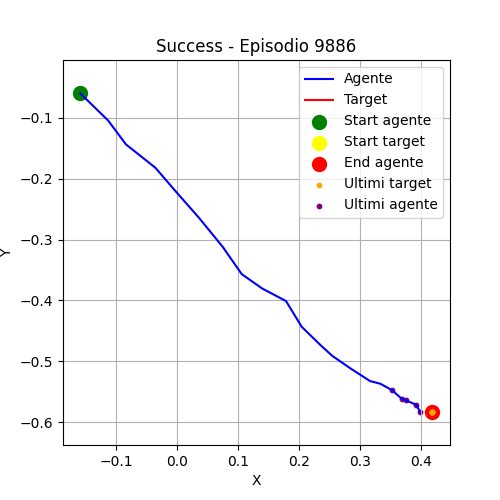 Success - Episodio 9886
Agente
Target
Start agente
Start target
End agente
Ultimi target
Ultimi agente
−0.1
−0.2
−0.3
−0.4
−0.5
−0.6
Y
−0.1 0.0 0.1 0.2 0.3 0.4
X